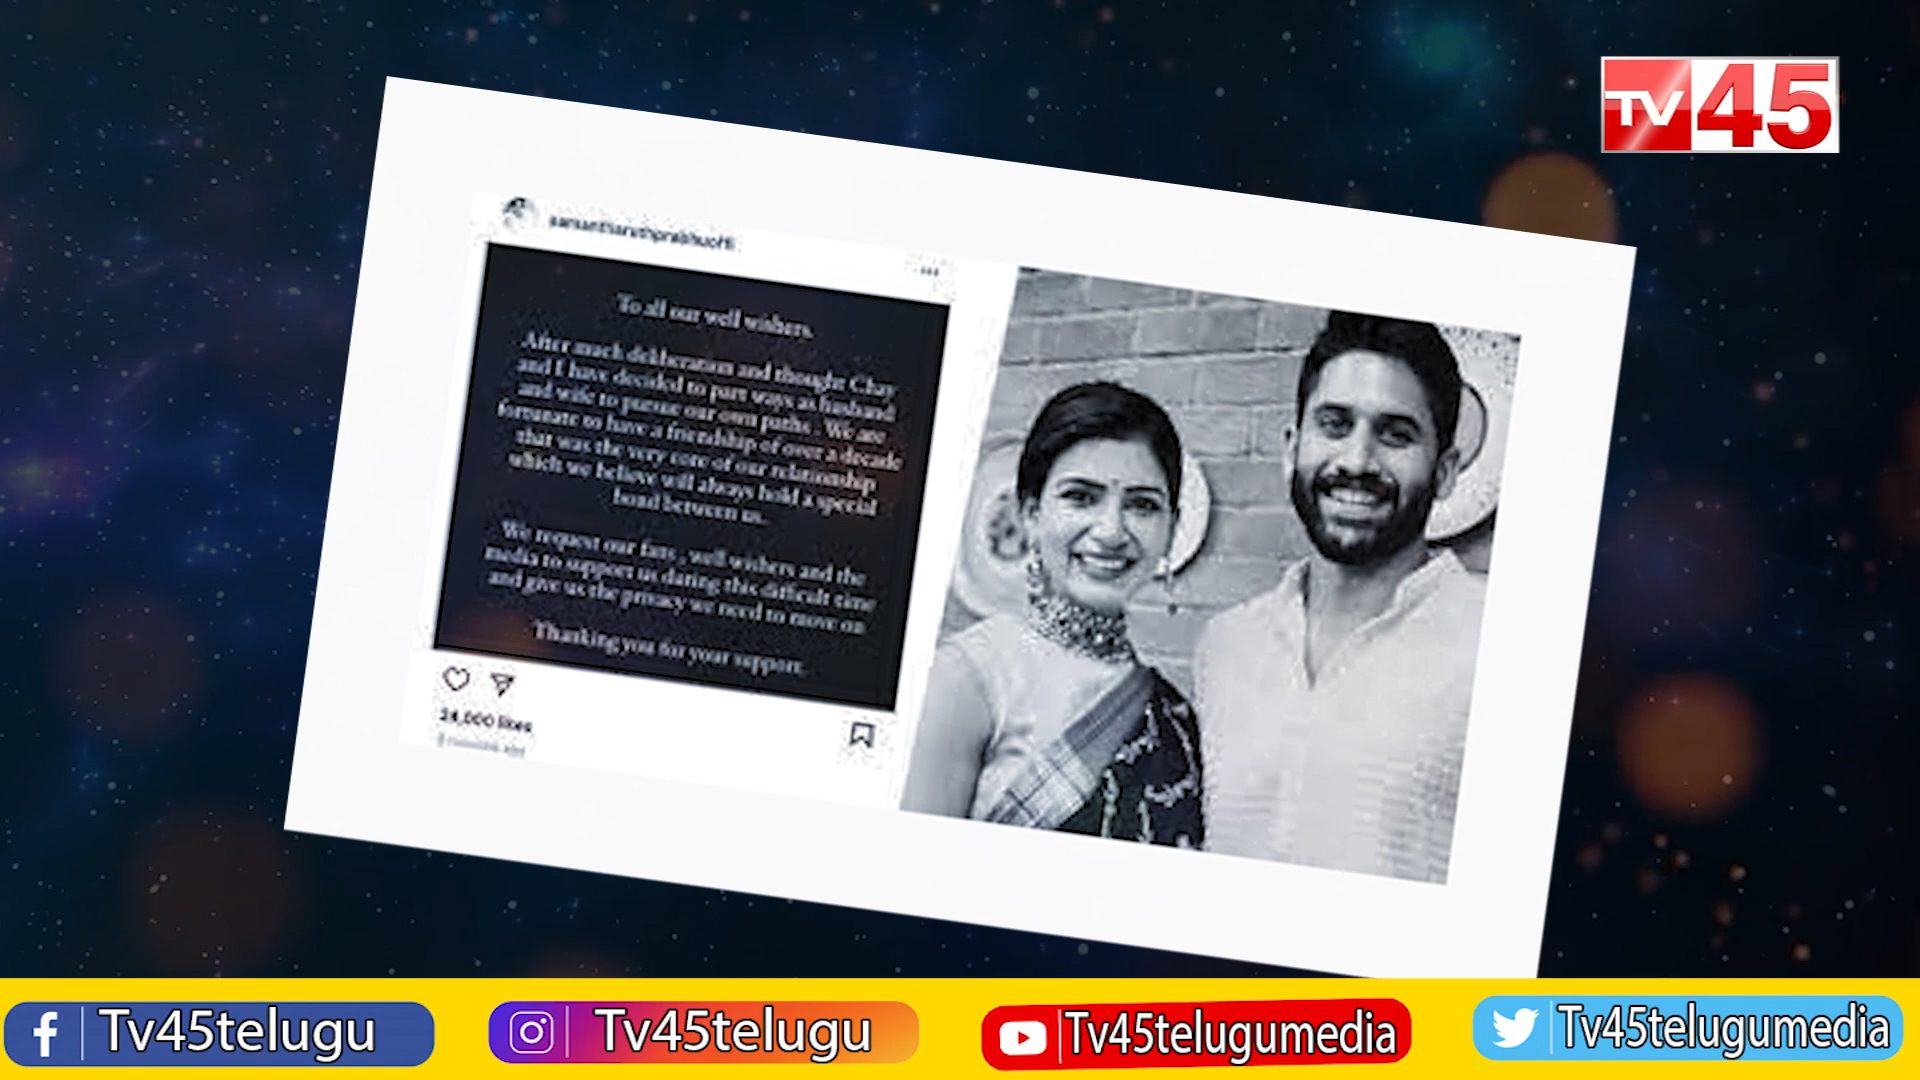 TV45
samantharuthprabhuoffl
To all our well wishers.
After much deliberation and thought Chay
and I have decided to part ways as husband
and wife to pursue our own paths. We are
fortunate to have a friendship of over a decade
that was the very core of our relationship
which we believe will always hold a special
bond between us.
We request our fans, well wishers and the
media to support us during this difficult time
and give us the privacy we need to move on
Thanking you for your support.
24,000 likes
Tv45telugu
Tv45telugu
Tv45telugumedia
Tv45telugumedia